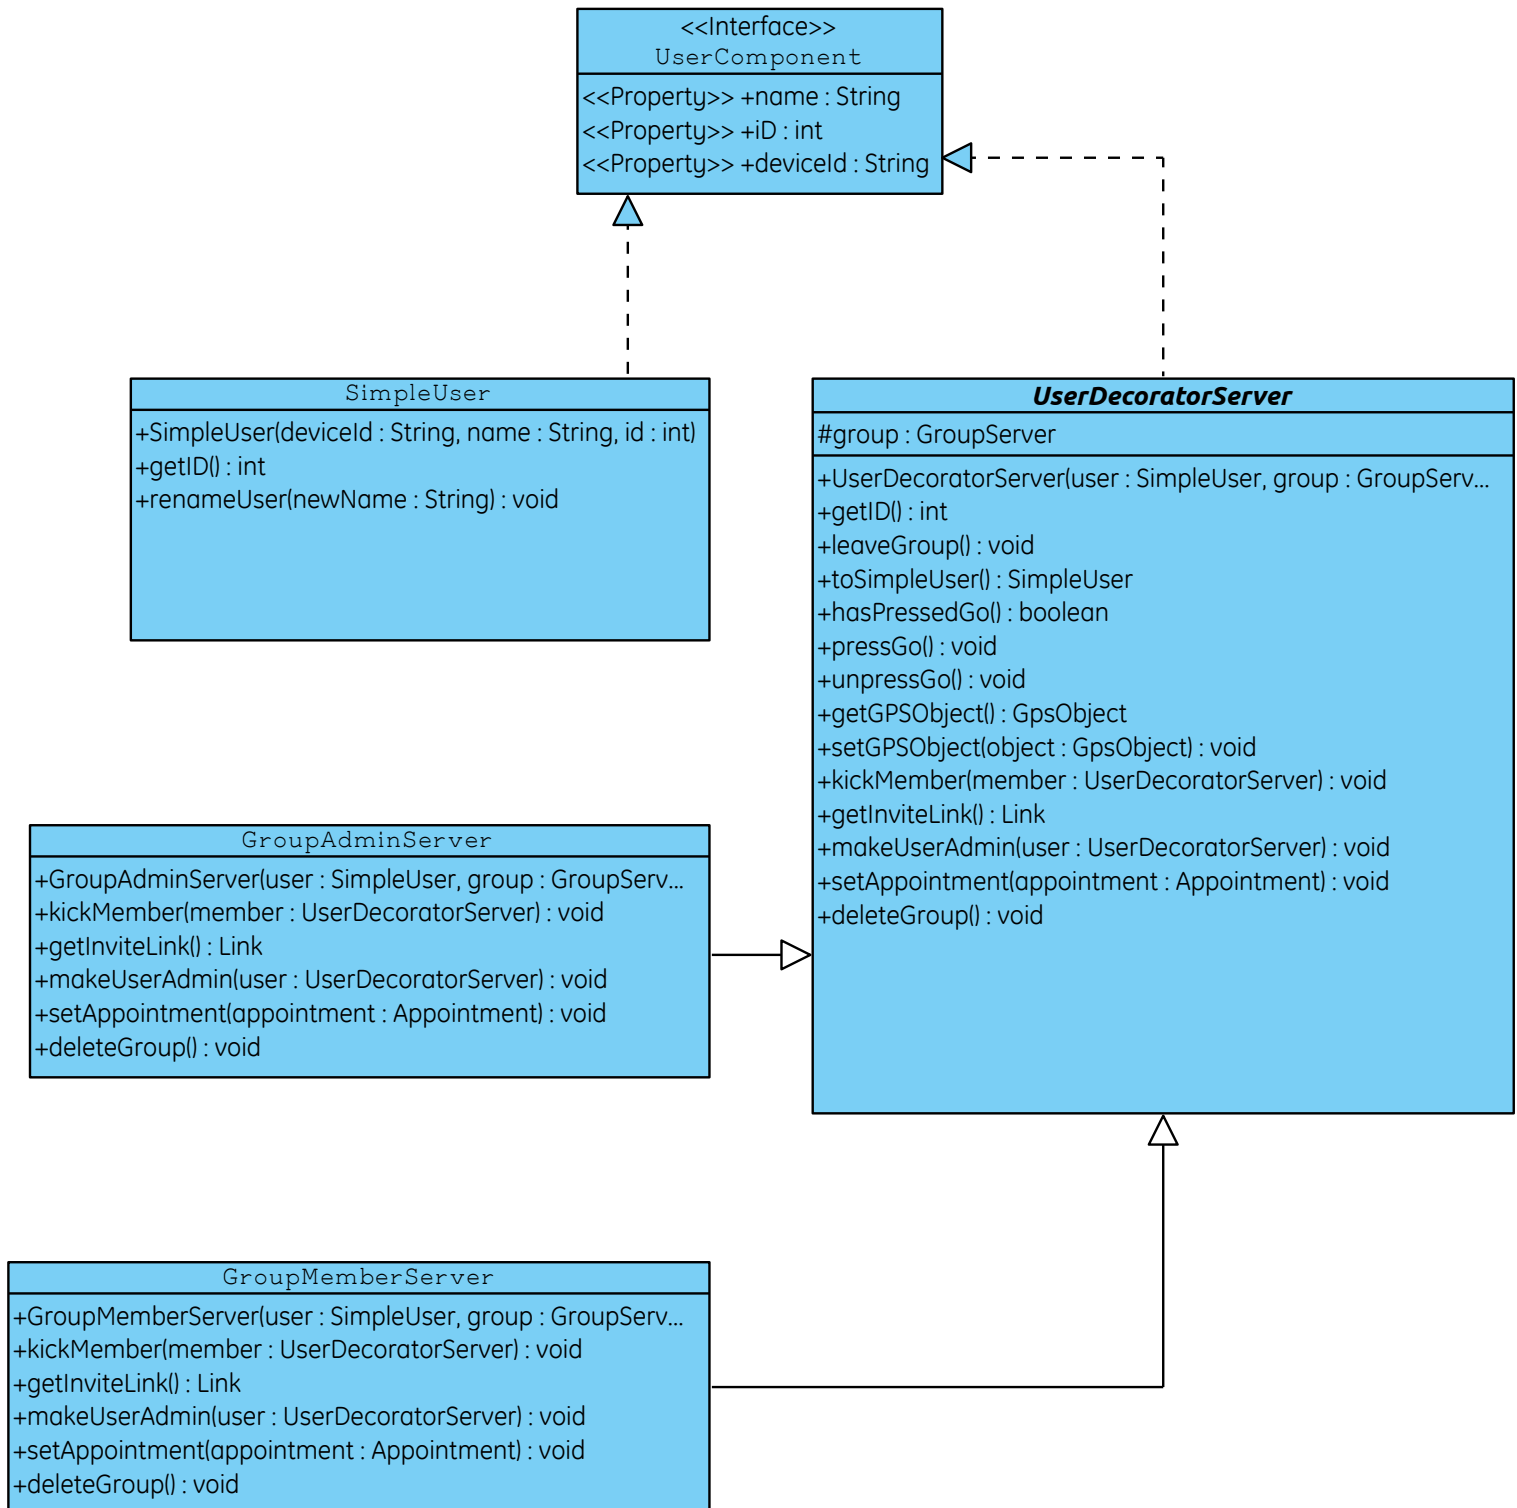 <<Interface>>
UserComponent
<<Property>> +name : String
<<Property>> +iD : int
<<Property>> +deviceId : String
SimpleUser
+SimpleUser(deviceId : String, name : String, id : int)
+getID() : int
+renameUser(newName : String) : void
UserDecoratorServer
#group : GroupServer
+UserDecoratorServer(user : SimpleUser, group : GroupServ...
+getID() : int
+leaveGroup() : void
+toSimpleUser() : SimpleUser
+hasPressedGo() : boolean
+pressGo() : void
+unpressGo() : void
+getGPSObject() : GpsObject
+setGPSObject(object : GpsObject) : void
+kickMember(member : UserDecoratorServer) : void
+getInviteLink() : Link
+makeUserAdmin(user : UserDecoratorServer) : void
+setAppointment(appointment : Appointment) : void
+deleteGroup() : void
GroupAdminServer
+GroupAdminServer(user : SimpleUser, group : GroupServ...
+kickMember(member : UserDecoratorServer) : void
+getInviteLink() : Link
+makeUserAdmin(user : UserDecoratorServer) : void
+setAppointment(appointment : Appointment) : void
+deleteGroup() : void
GroupMemberServer
+GroupMemberServer(user : SimpleUser, group : GroupServ...
+kickMember(member : UserDecoratorServer) : void
+getInviteLink() : Link
+makeUserAdmin(user : UserDecoratorServer) : void
+setAppointment(appointment : Appointment) : void
+deleteGroup() : void